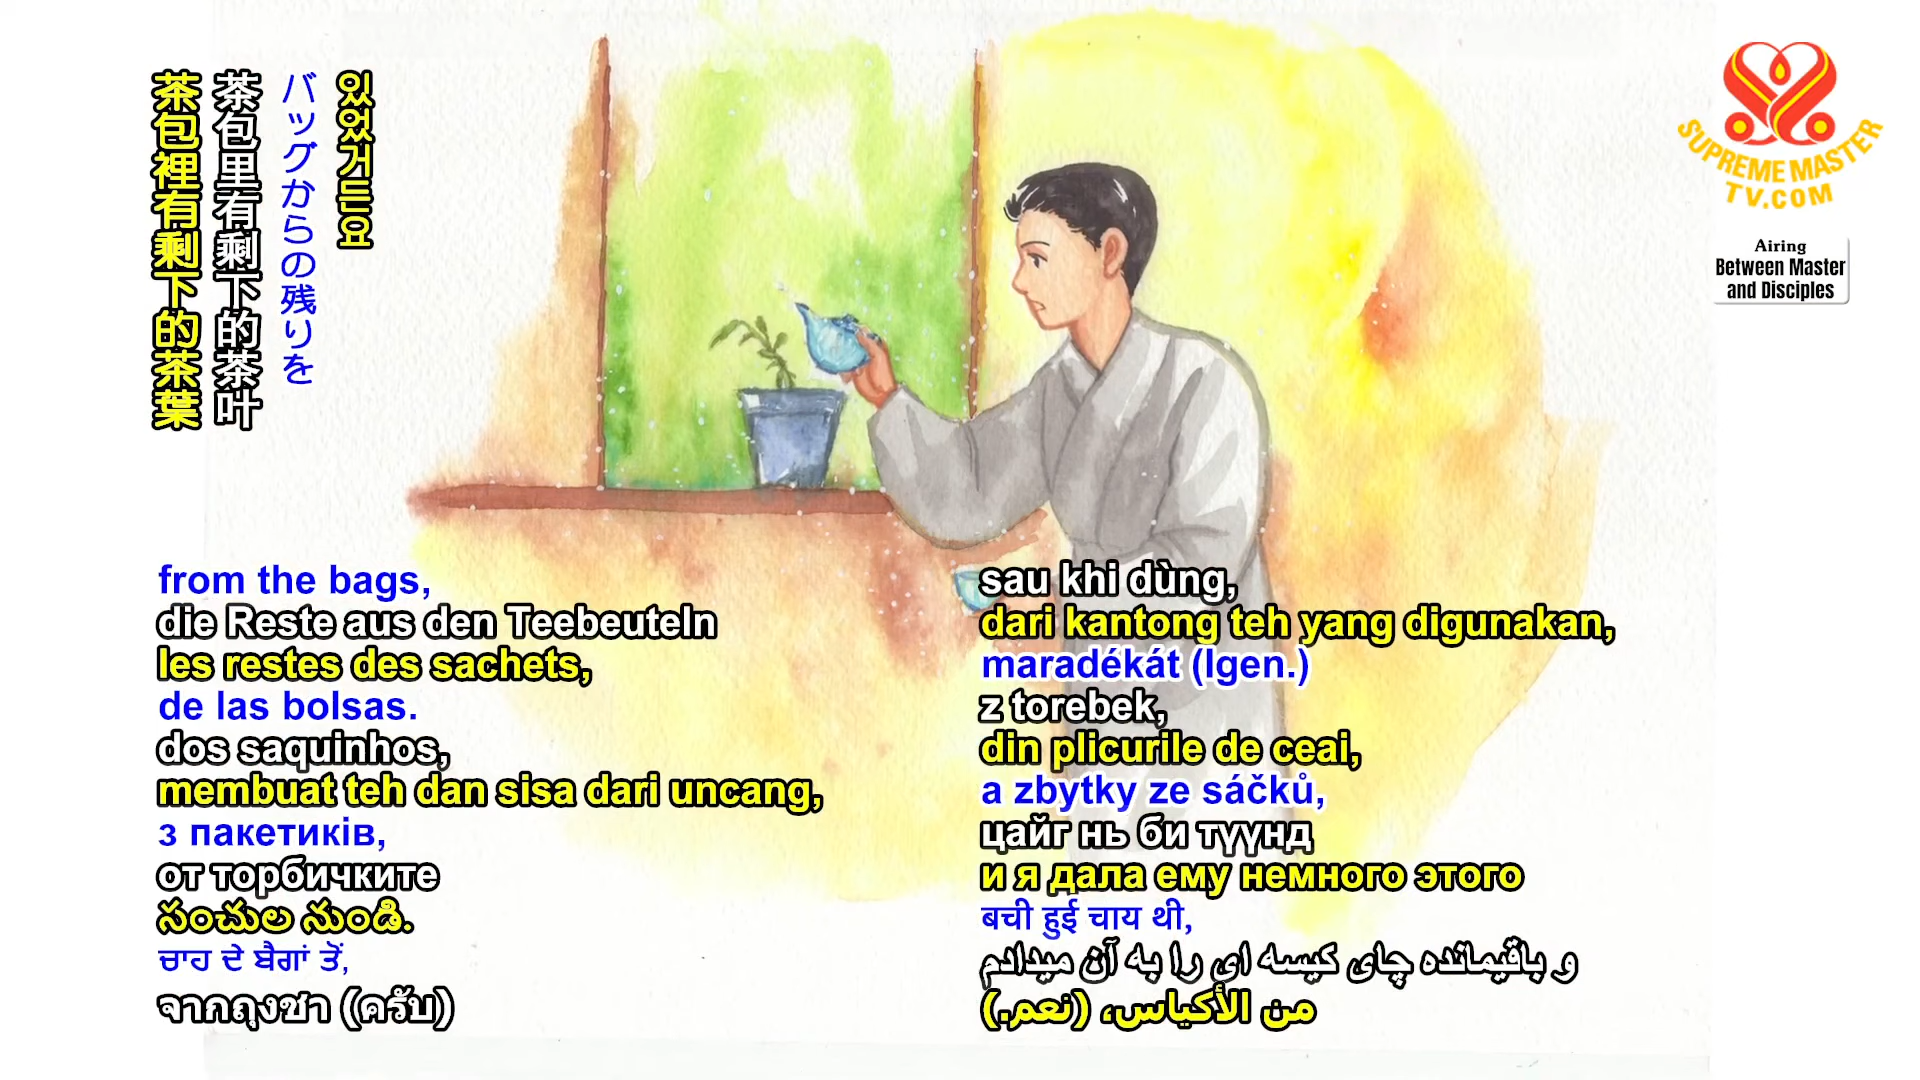 茶包裡有剩下的茶葉
茶包里有剩下的茶叶
バッグからの残りを
있었거든요
SUPREME MASTER
TV.COM
Airing
Between Master
and Disciples
from the bags,
die Reste aus den Teebeuteln
les restes des sachets,
de las bolsas.
dos saquinhos,
membuat teh dan sisa dari uncang,
з пакетиків,
от торбичките
సంచుల నుండి.
ਚਾਹ ਦੇ ਬੈਗਾਂ ਤੋਂ,
จากถุงชา (ครับ)
sau khi dùng,
dari kantong teh yang digunakan,
maradékát (Igen.)
z torebek,
din plicurile de ceai,
a zbytky ze sáčků,
цайг нь би түүнд
и я дала ему немного этого
बची हुई चाय थी,
و باقیمانده چای کیسه ای را به آن میدادم
من الأكياس، (نعم.)